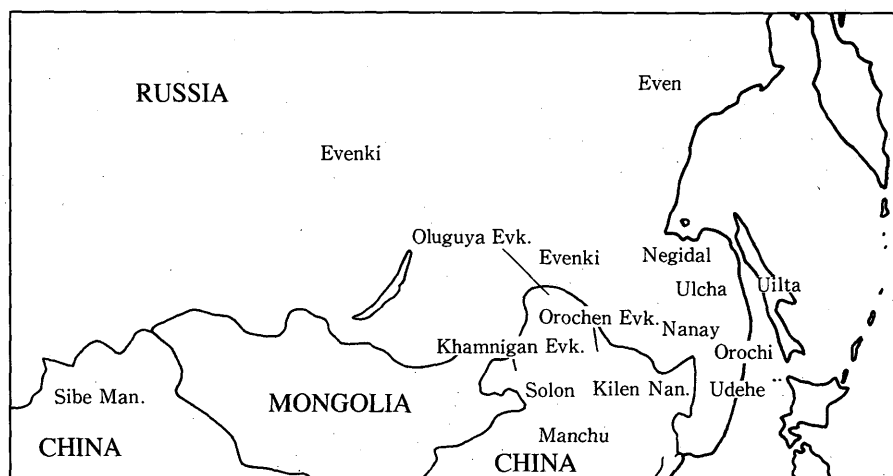 Even
RUSSIA
Evenki
Oluguya Evk.
Evenki
Negidal
Ulcha
Uilta
Orochen Evk.
Nanay
Khamnigan Evk.
Orochi
Sibe Man.
MONGOLIA
Solon
Kilen Nan.
Udehe
Manchu
CHINA
CHINA